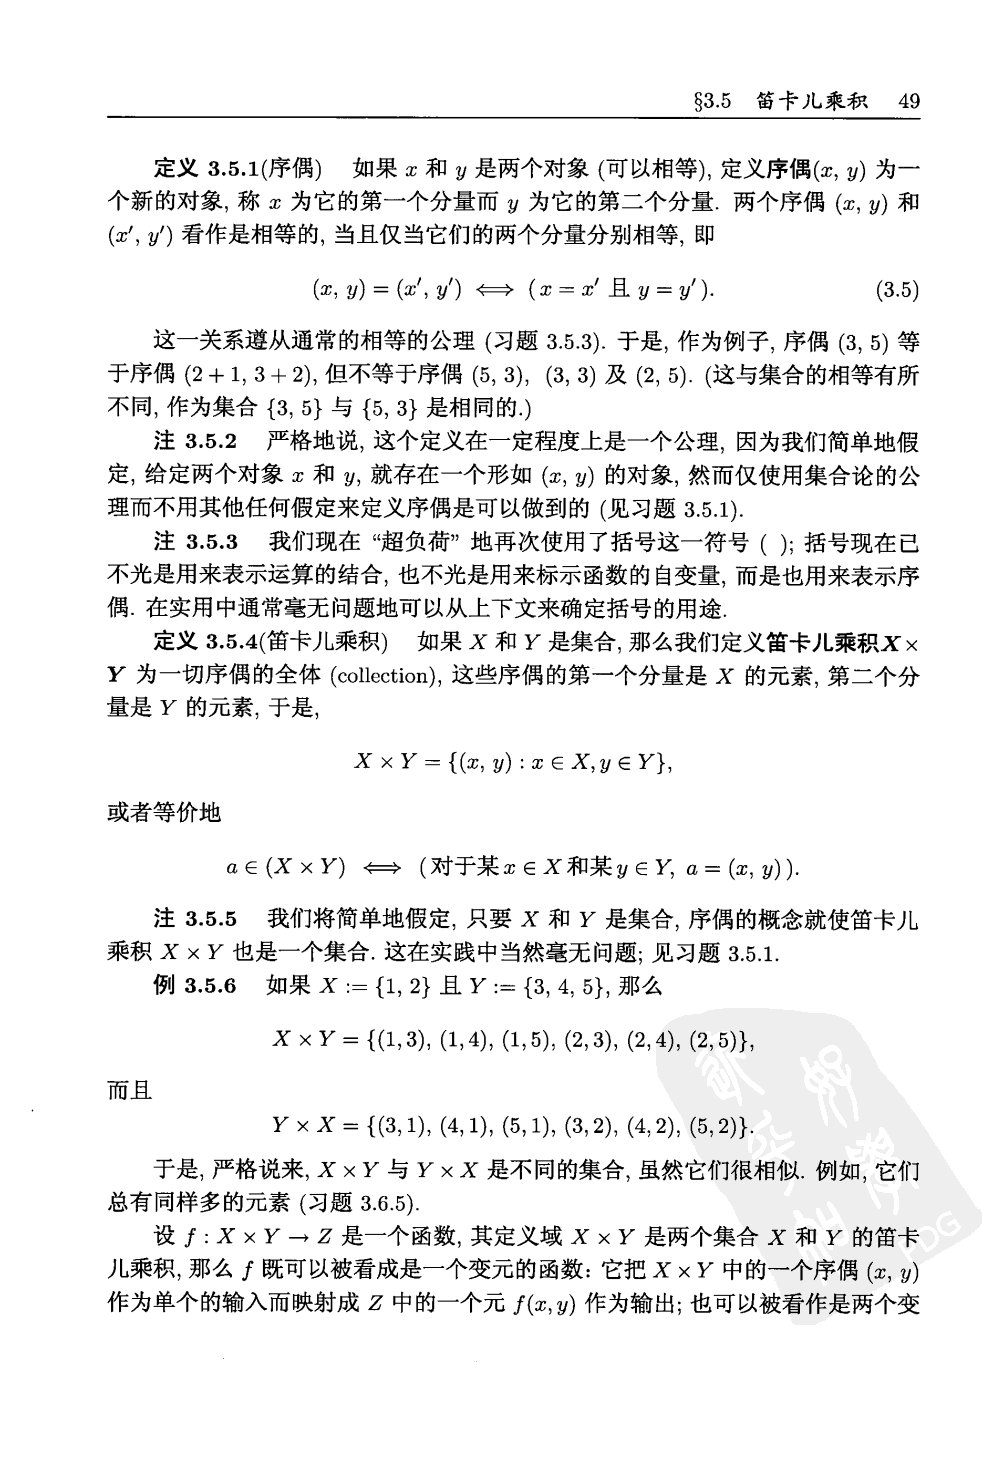 §3.5 笛卡儿乘积 49
定义 3.5.1(序偶) 如果 x 和 y 是两个对象 (可以相等), 定义序偶(x, y) 为一
个新的对象, 称 x 为它的第一个分量而 y 为它的第二个分量. 两个序偶 (x, y) 和
(x′, y′) 看作是相等的, 当且仅当它们的两个分量分别相等, 即
(x, y) = (x′, y′) ⟺ (x = x′ 且 y = y′). (3.5)
这一关系遵从通常的相等的公理 (习题 3.5.3). 于是, 作为例子, 序偶 (3, 5) 等
于序偶 (2 + 1, 3 + 2), 但不等于序偶 (5, 3), (3, 3) 及 (2, 5). (这与集合的相等有所
不同, 作为集合 {3, 5} 与 {5, 3} 是相同的.)
注 3.5.2 严格地说, 这个定义在一定程度上是一个公理, 因为我们简单地假
定, 给定两个对象 x 和 y, 就存在一个形如 (x, y) 的对象, 然而仅使用集合论的公
理而不用其他任何假定来定义序偶是可以做到的 (见习题 3.5.1).
注 3.5.3 我们现在 “超负荷” 地再次使用了括号这一符号 ( ); 括号现在已
不光是用来表示运算的结合, 也不光是用来标示函数的自变量, 而是也用来表示序
偶. 在实用中通常毫无问题地可以从上下文来确定括号的用途.
定义 3.5.4(笛卡儿乘积) 如果 X 和 Y 是集合, 那么我们定义笛卡儿乘积X ×
Y 为一切序偶的全体 (collection), 这些序偶的第一个分量是 X 的元素, 第二个分
量是 Y 的元素, 于是,
X × Y = {(x, y) : x ∈ X, y ∈ Y},
或者等价地
a ∈ (X × Y) ⟺ (对于某 x ∈ X 和某 y ∈ Y, a = (x, y)).
注 3.5.5 我们将简单地假定, 只要 X 和 Y 是集合, 序偶的概念就使笛卡儿
乘积 X × Y 也是一个集合. 这在实践中当然毫无问题; 见习题 3.5.1.
例 3.5.6 如果 X := {1, 2} 且 Y := {3, 4, 5}, 那么
X × Y = {(1, 3), (1, 4), (1, 5), (2, 3), (2, 4), (2, 5)},
而且
Y × X = {(3, 1), (4, 1), (5, 1), (3, 2), (4, 2), (5, 2)}.
于是, 严格说来, X × Y 与 Y × X 是不同的集合, 虽然它们很相似. 例如, 它们
总有同样多的元素 (习题 3.6.5).
设 f : X × Y → Z 是一个函数, 其定义域 X × Y 是两个集合 X 和 Y 的笛卡
儿乘积, 那么 f 既可以被看成是一个变元的函数: 它把 X × Y 中的一个序偶 (x, y)
作为单个的输入而映射成 Z 中的一个元 f(x, y) 作为输出; 也可以被看作是两个变
PDG